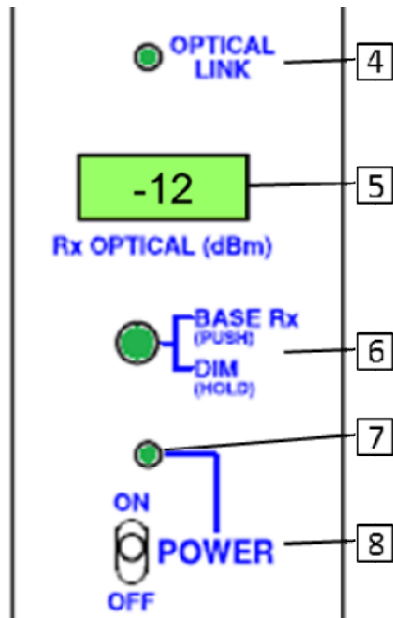 OPTICAL
LINK
4
-12
5
Rx OPTICAL (dBm)
BASE Rx
(PUSH)
6
DIM
(HOLD)
7
ON
POWER
8
OFF